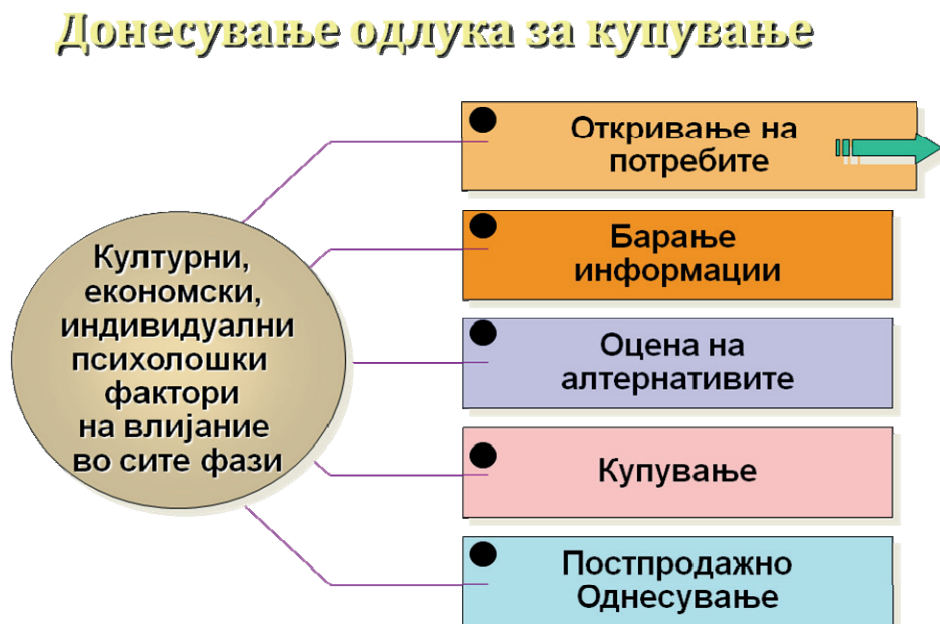 Донесување одлука за купување
Културни,
економски,
индивидуални
психолошки
фактори
на влијание
во сите фази
Откривање на
потребите
Барање
информации
Оцена на
алтернативите
Купување
Постпродажно
Однесување